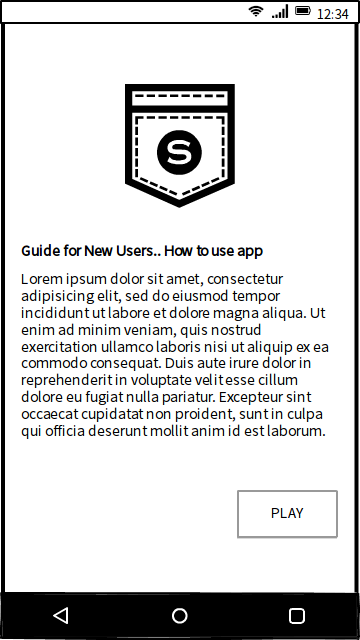 12:34
S
Guide for New Users.. How to use app
Lorem ipsum dolor sit amet, consectetur
adipisicing elit, sed do eiusmod tempor
incididunt ut labore et dolore magna aliqua. Ut
enim ad minim veniam, quis nostrud
exercitation ullamco laboris nisi ut aliquip ex ea
commodo consequat. Duis aute irure dolor in
reprehenderit in voluptate velit esse cillum
dolore eu fugiat nulla pariatur. Excepteur sint
occaecat cupidatat non proident, sunt in culpa
qui officia deserunt mollit anim id est laborum.
PLAY